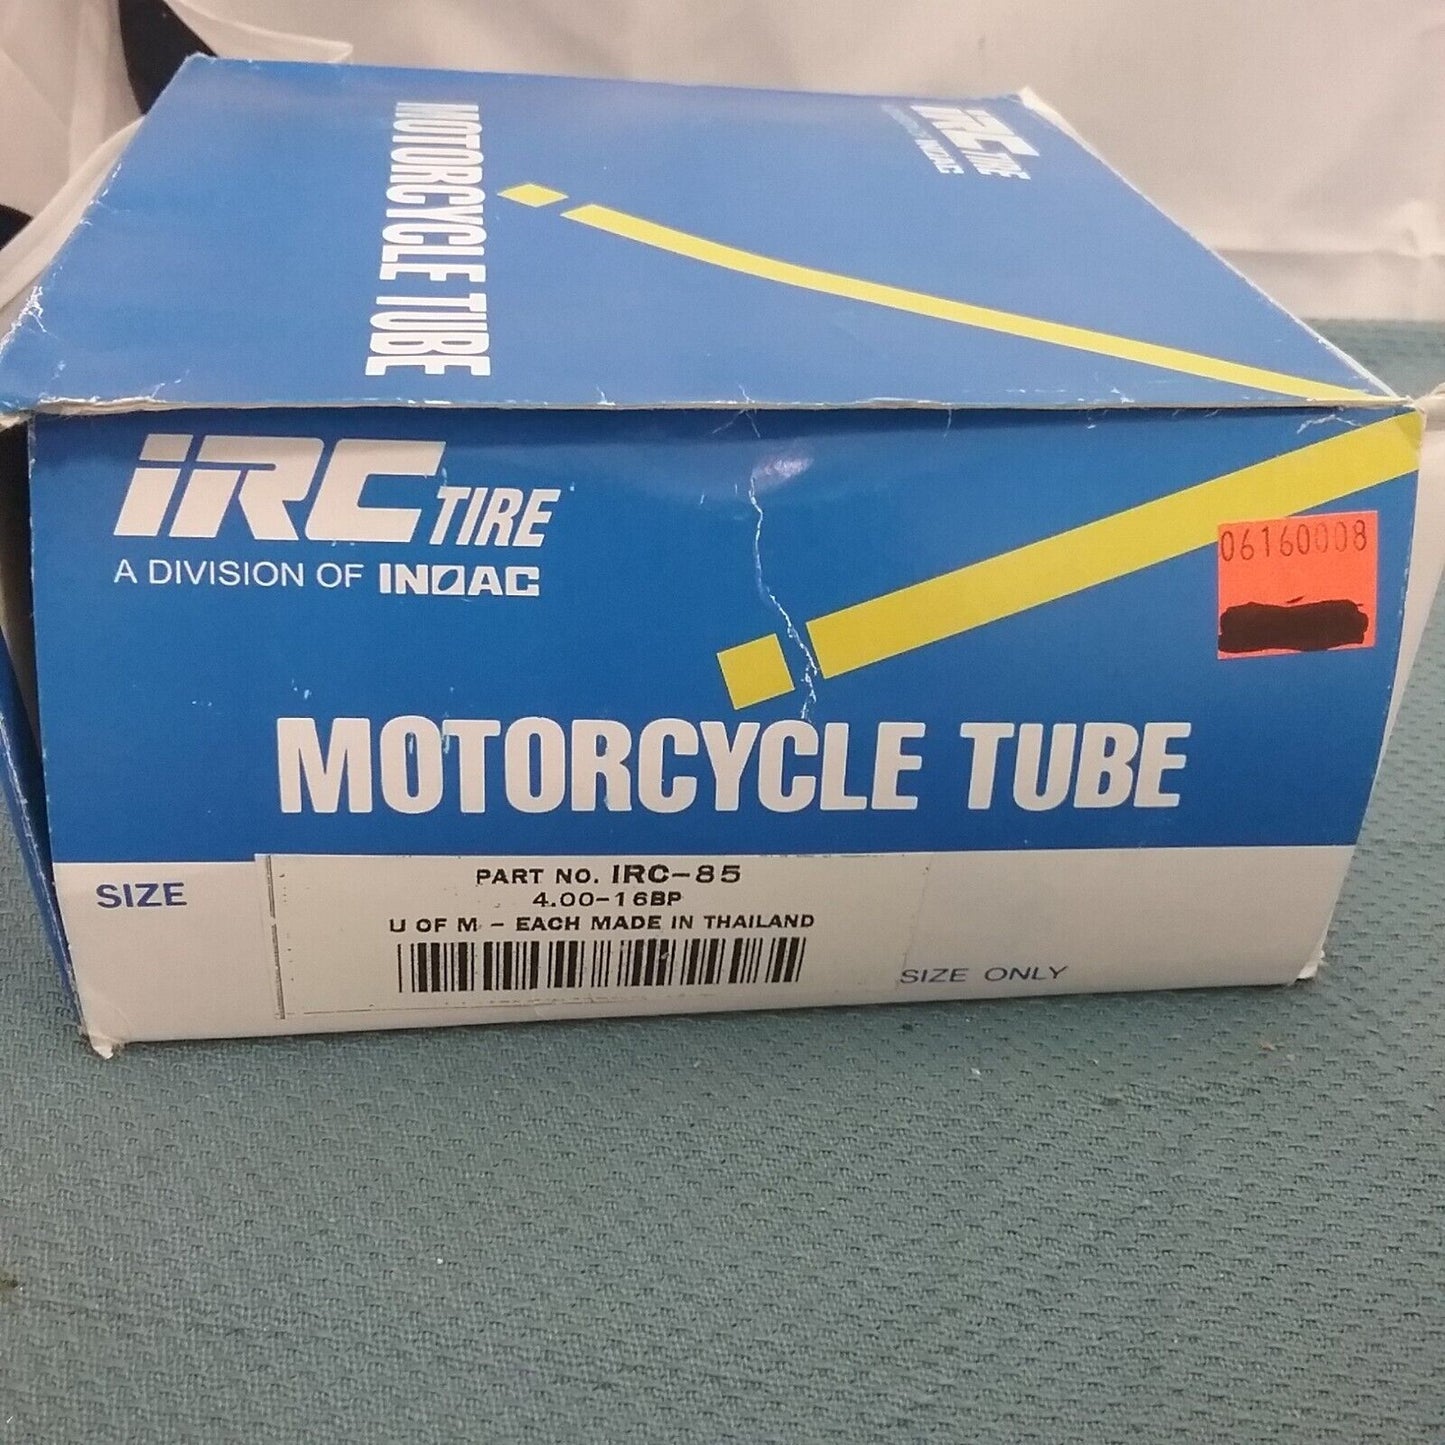 MOTORCYCLE TUBE
iRC TIRE
INOAC
iRC TIRE
A DIVISION OF INOAC
06160008
MOTORCYCLE TUBE
SIZE
PART NO. IRC-85
4.00-16BP
U OF M - EACH MADE IN THAILAND
SIZE ONLY